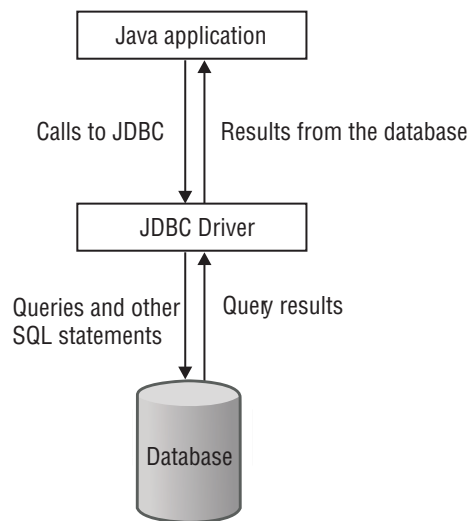 Java application
Calls to JDBC
Results from the database
JDBC Driver
Queries and other
SQL statements
Query results
Database